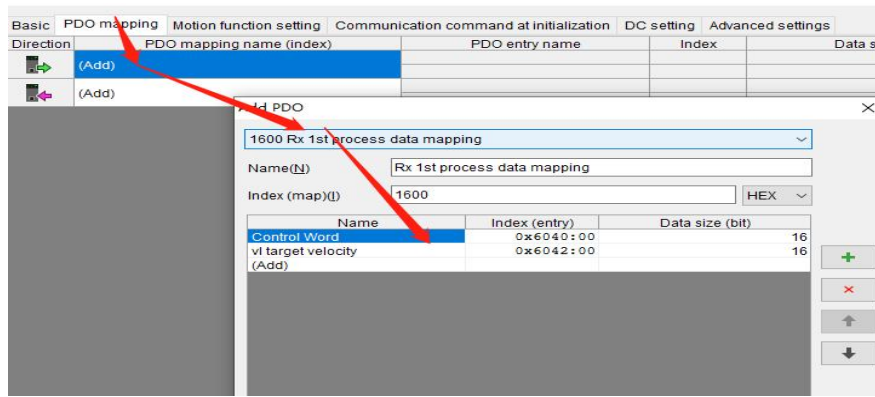 Basic PDO mapping Motion function setting Communication command at initialization DC setting Advanced settings
Direction PDO mapping name (index) PDO entry name Index Data s
(Add)
(Add)
Add PDO
1600 Rx 1st process data mapping
Name(N) Rx 1st process data mapping
Index (map)(I) 1600 HEX
Name Index (entry) Data size (bit)
Control Word 0x6040:00 16
vl target velocity 0x6042:00 16
(Add)